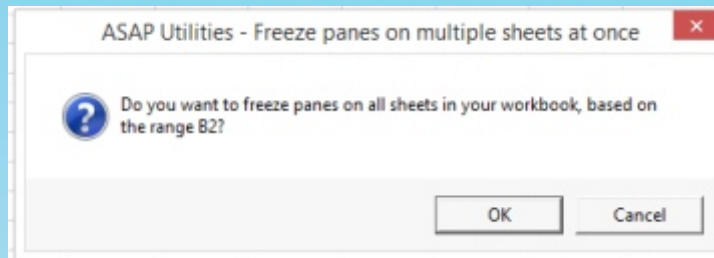 ASAP Utilities - Freeze panes on multiple sheets at once
Do you want to freeze panes on all sheets in your workbook, based on
the range B2?
OK
Cancel